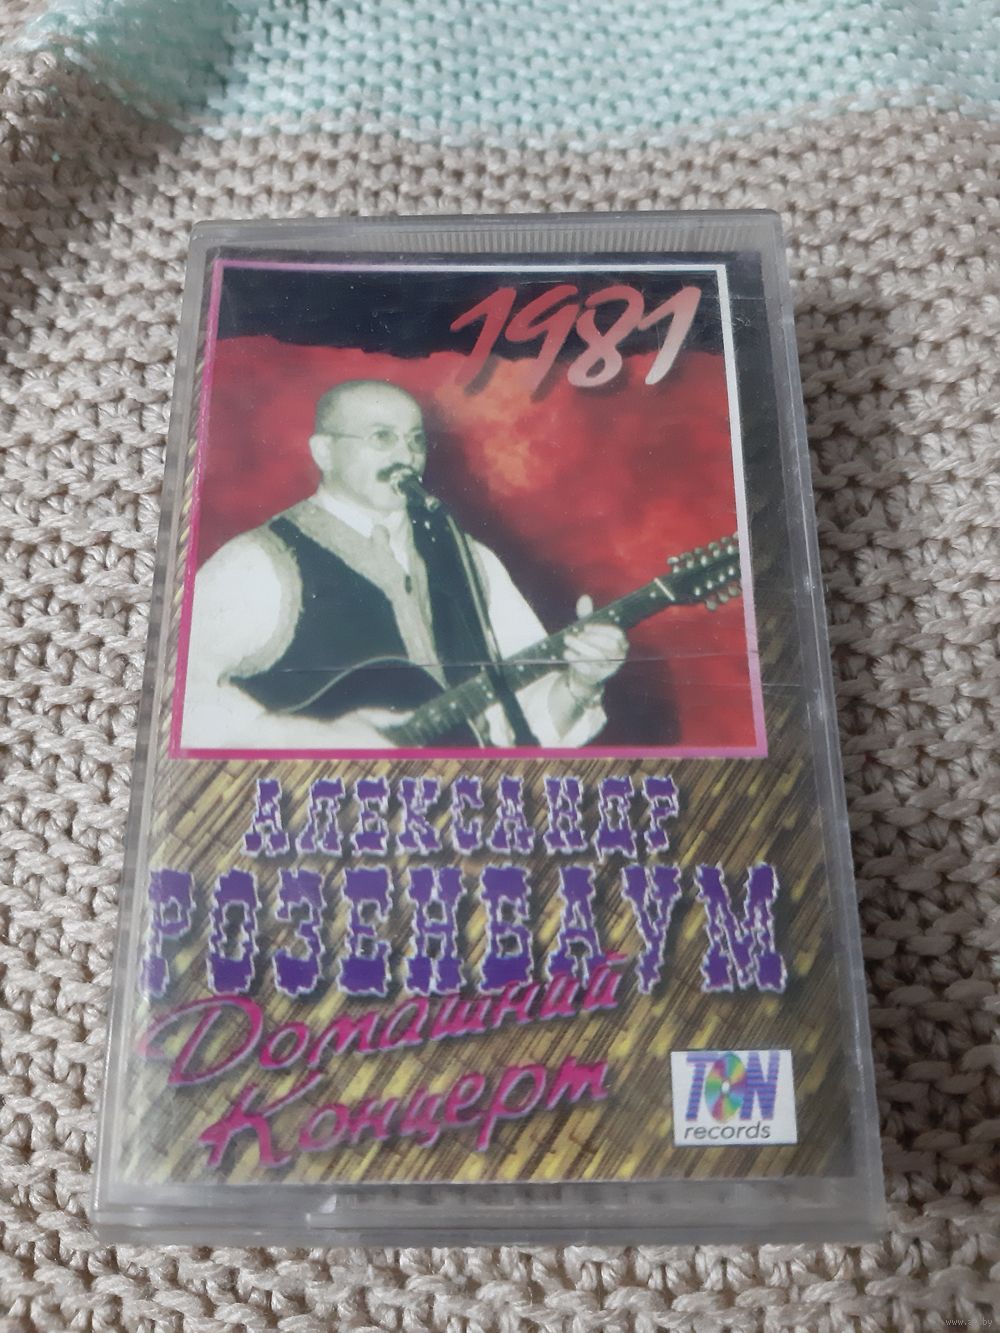 1981
АЛЕКСАНДР
РОЗЕНБАУМ
Домашний
Концерт
TON
records